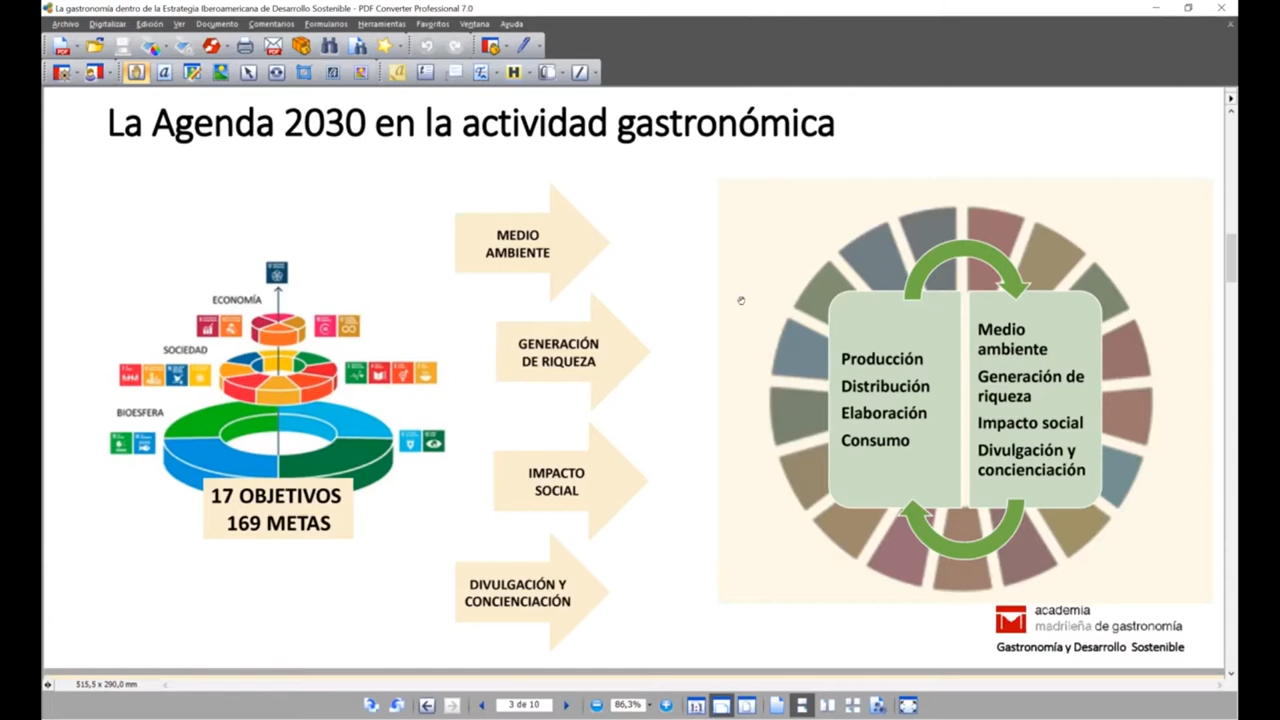 La gastronomía dentro de la Estrategia Iberoamericana de Desarrollo Sostenible - PDF Converter Professional 7.0
Archivo Digitalizar Edición Ver Documento Comentarios Formularios Herramientas Favoritos Ventana Ayuda
La Agenda 2030 en la actividad gastronómica
ECONOMÍA
SOCIEDAD
BIOESFERA
17 OBJETIVOS
169 METAS
MEDIO
AMBIENTE
GENERACIÓN
DE RIQUEZA
IMPACTO
SOCIAL
DIVULGACIÓN Y
CONCIENCIACIÓN
Producción
Distribución
Elaboración
Consumo
Medio
ambiente
Generación de
riqueza
Impacto social
Divulgación y
concienciación
academia
madrileña de gastronomía
Gastronomía y Desarrollo Sostenible
515,5 x 290,0 mm
3 de 10
86,3%
1:1